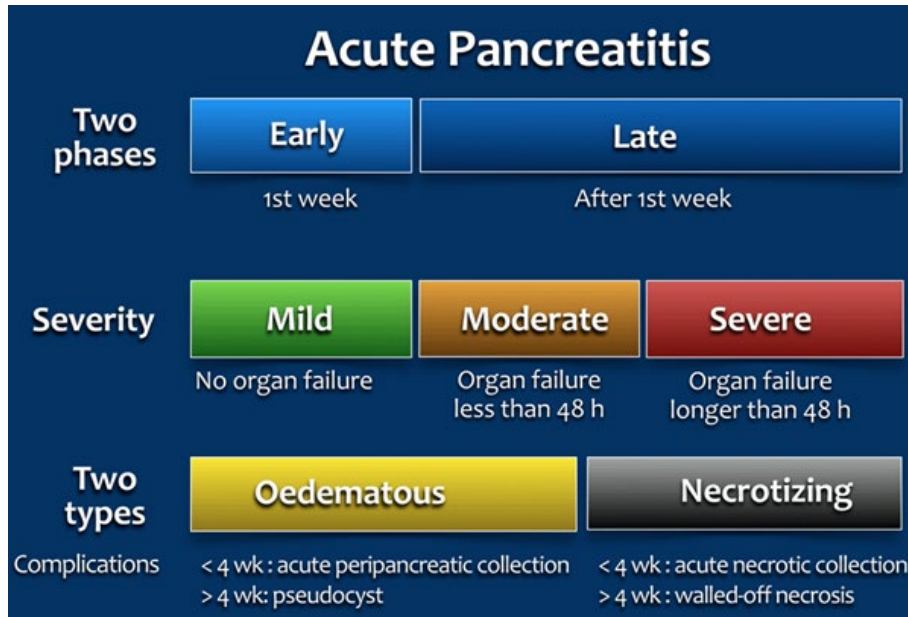 Acute Pancreatitis
Two
phases
Early
Late
1st week
After 1st week
Severity
Mild
Moderate
Severe
No organ failure
Organ failure
less than 48 h
Organ failure
longer than 48 h
Two
types
Oedematous
Necrotizing
Complications
< 4 wk : acute peripancreatic collection
> 4 wk: pseudocyst
< 4 wk : acute necrotic collection
> 4 wk : walled-off necrosis